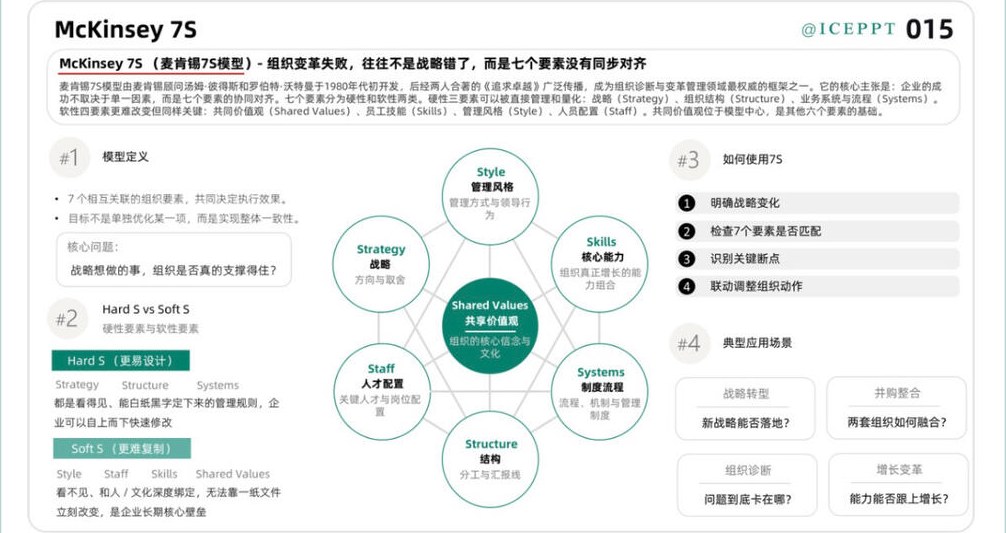 McKinsey 7S
@ICEPPT 015
McKinsey 7S （麦肯锡7S模型）- 组织变革失败，往往不是战略错了，而是七个要素没有同步对齐
麦肯锡7S模型由麦肯锡顾问汤姆·彼得斯和罗伯特·沃特曼于1980年代初开发，后经两人合著的《追求卓越》广泛传播，成为组织诊断与变革管理领域最权威的框架之一。它的核心主张是：企业的成
功不取决于单一因素，而是七个要素的协同对齐。七个要素分为硬性和软性两类。硬性三要素可以被直接管理和量化：战略（Strategy）、组织结构（Structure）、业务系统与流程（Systems）。
软性四要素更难改变但同样关键：共同价值观（Shared Values）、员工技能（Skills）、管理风格（Style）、人员配置（Staff）。共同价值观位于模型中心，是其他六个要素的基础。
#1 模型定义
• 7 个相互关联的组织要素，共同决定执行效果。
• 目标不是单独优化某一项，而是实现整体一致性。
核心问题：
战略想做的事，组织是否真的支撑得住？
#2 Hard S vs Soft S
硬性要素与软性要素
Hard S （更易设计）
Strategy Structure Systems
都是看得见、能白纸黑字定下来的管理规则，企
业可以自上而下快速修改
Soft S （更难复制）
Style Staff Skills Shared Values
看不见、和人 / 文化深度绑定，无法靠一纸文件
立刻改变，是企业长期核心壁垒
Style
管理风格
管理方式与领导行
为
Strategy
战略
方向与取舍
Skills
核心能力
组织真正增长的能
力组合
Shared Values
共享价值观
组织的核心信念与
文化
Staff
人才配置
关键人才与岗位配
置
Systems
制度流程
流程、机制与管理
制度
Structure
结构
分工与汇报线
#3 如何使用7S
1 明确战略变化
2 检查7个要素是否匹配
3 识别关键断点
4 联动调整组织动作
#4 典型应用场景
战略转型
新战略能否落地？
并购整合
两套组织如何融合？
组织诊断
问题到底卡在哪？
增长变革
能力能否跟上增长？